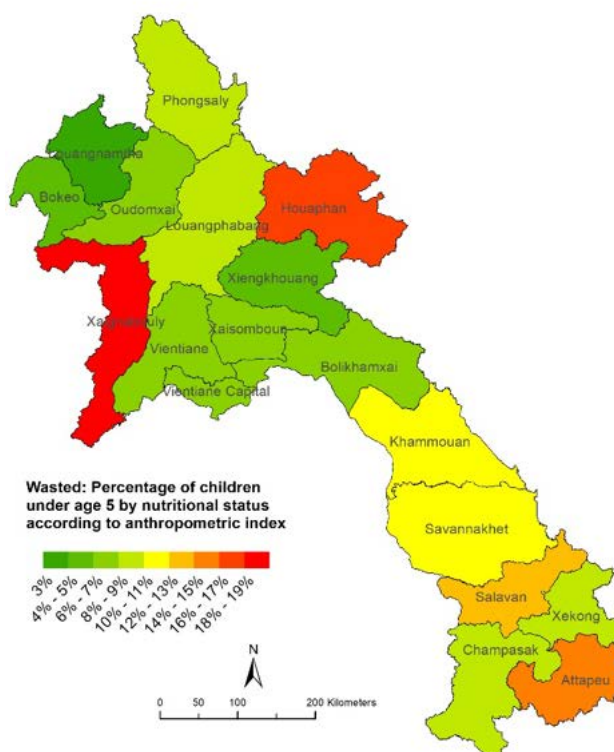 Phongsaly
Louangnamtha
Bokeo
Oudomxai
Louangphabang
Houaphan
Xiengkhouang
Xaignabouly
Xaisomboun
Vientiane
Bolikhamxai
Vientiane Capital
Khammouan
Savannakhet
Salavan
Xekong
Champasak
Attapeu
Wasted: Percentage of children
under age 5 by nutritional status
according to anthropometric index
3%
4% - 5%
6% - 7%
8% - 9%
10% - 11%
12% - 13%
14% - 15%
16% - 17%
18% - 19%
N
0 50 100 200 Kilometers